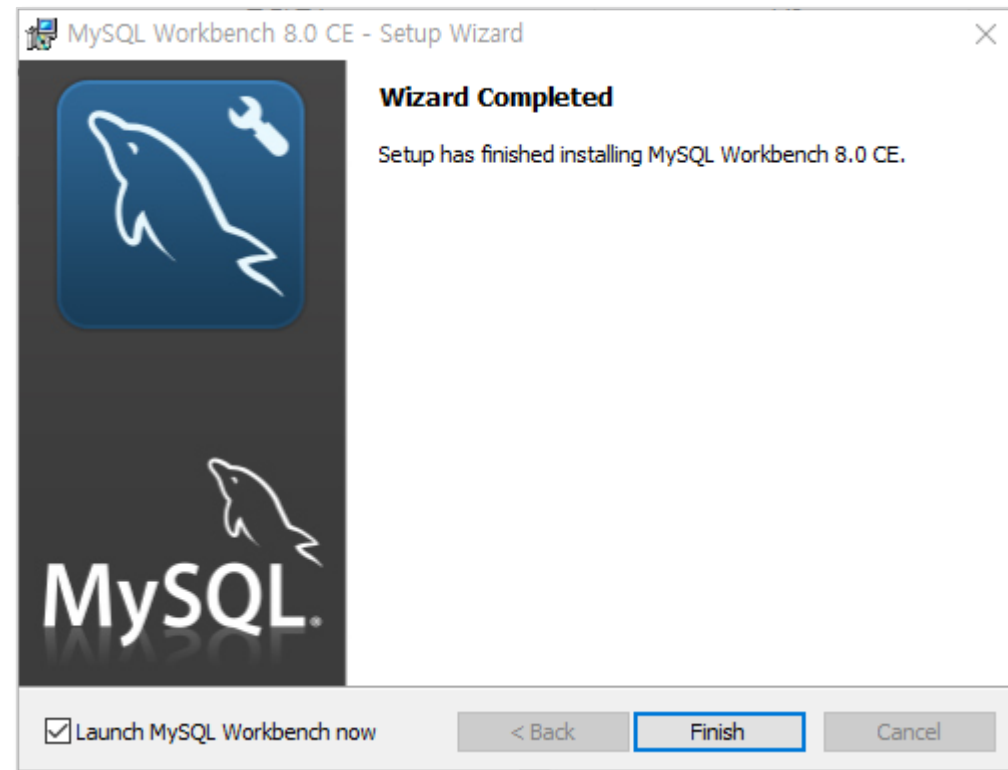 MySQL Workbench 8.0 CE - Setup Wizard
Wizard Completed
Setup has finished installing MySQL Workbench 8.0 CE.
MySQL®
Launch MySQL Workbench now
< Back
Finish
Cancel